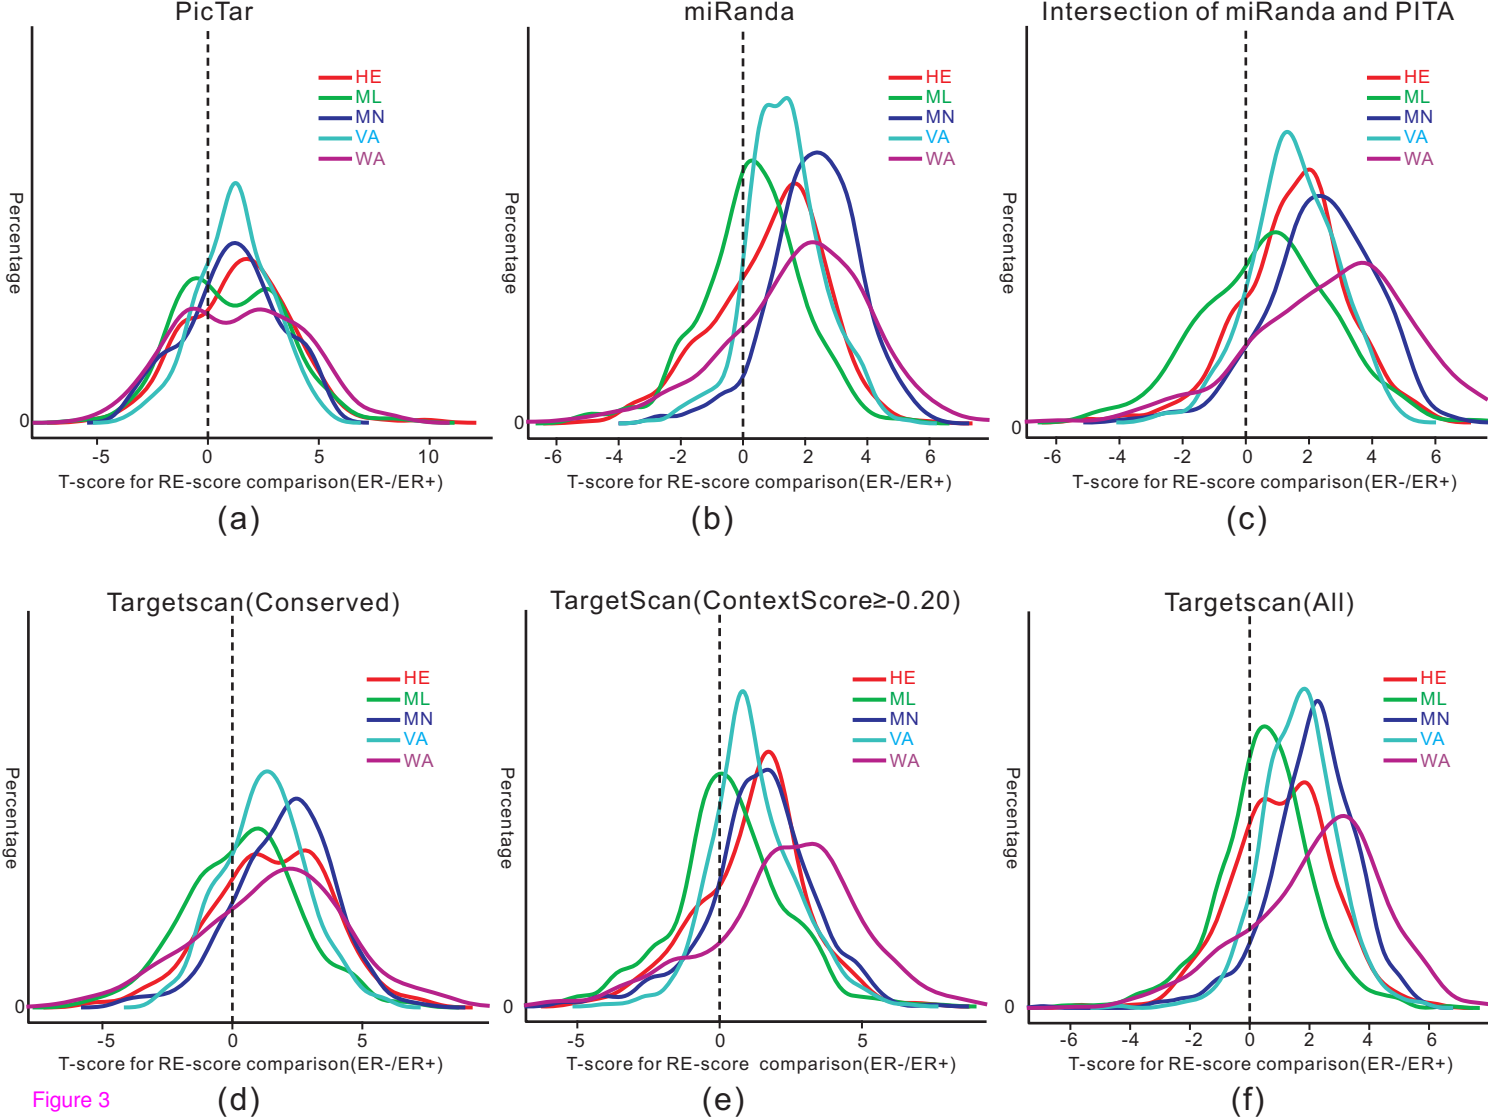 PicTar
HE
ML
MN
VA
WA
Percentage
0
-5 0 5 10
T-score for RE-score comparison(ER-/ER+)
(a)
miRanda
HE
ML
MN
VA
WA
Percentage
0
-6 -4 -2 0 2 4 6
T-score for RE-score comparison(ER-/ER+)
(b)
Intersection of miRanda and PITA
HE
ML
MN
VA
WA
Percentage
0
-6 -4 -2 0 2 4 6
T-score for RE-score comparison(ER-/ER+)
(c)
Targetscan(Conserved)
HE
ML
MN
VA
WA
Percentage
0
-5 0 5
T-score for RE-score comparison(ER-/ER+)
(d)
TargetScan(ContextScore≥-0.20)
HE
ML
MN
VA
WA
Percentage
0
-5 0 5
T-score for RE-score comparison(ER-/ER+)
(e)
Targetscan(All)
HE
ML
MN
VA
WA
Percentage
0
-6 -4 -2 0 2 4 6
T-score for RE-score comparison(ER-/ER+)
(f)
Figure 3